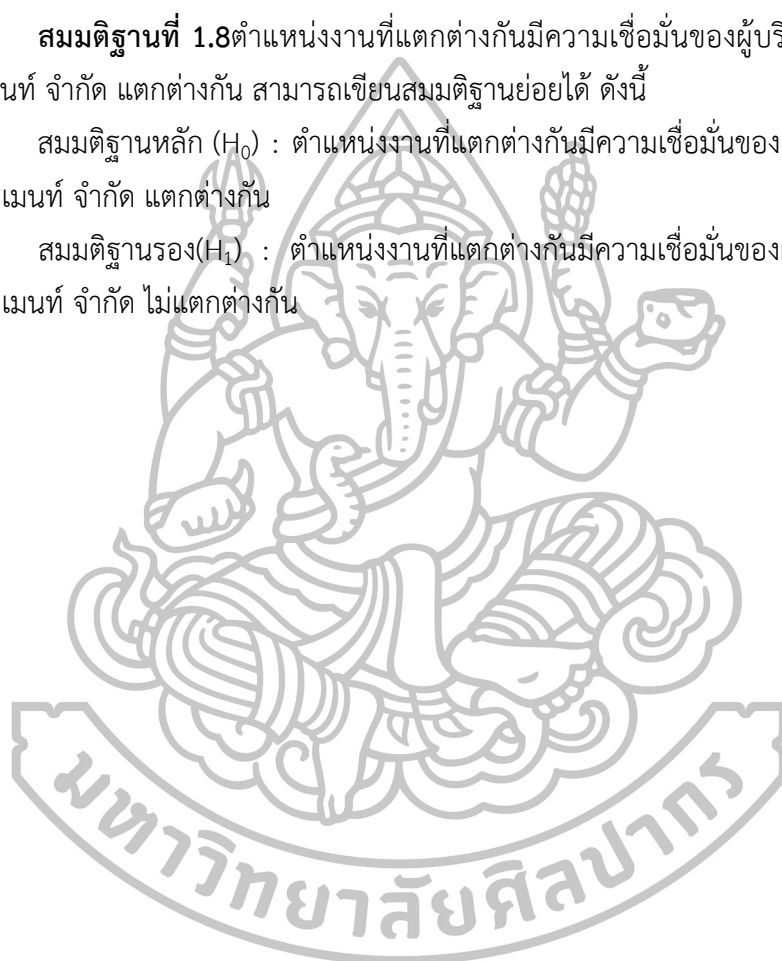 สมมติฐานที่ 1.8ตำแหน่งงานที่แตกต่างกันมีความเชื่อมั่นของผู้บริ
นท์ จำกัด แตกต่างกัน สามารถเขียนสมมติฐานย่อยได้ ดังนี้
สมมติฐานหลัก (H₀) : ตำแหน่งงานที่แตกต่างกันมีความเชื่อมั่นของ
เมนท์ จำกัด แตกต่างกัน
สมมติฐานรอง(H₁) : ตำแหน่งงานที่แตกต่างกันมีความเชื่อมั่นของ
เมนท์ จำกัด ไม่แตกต่างกัน
มหาวิทยาลัยศิลปากร